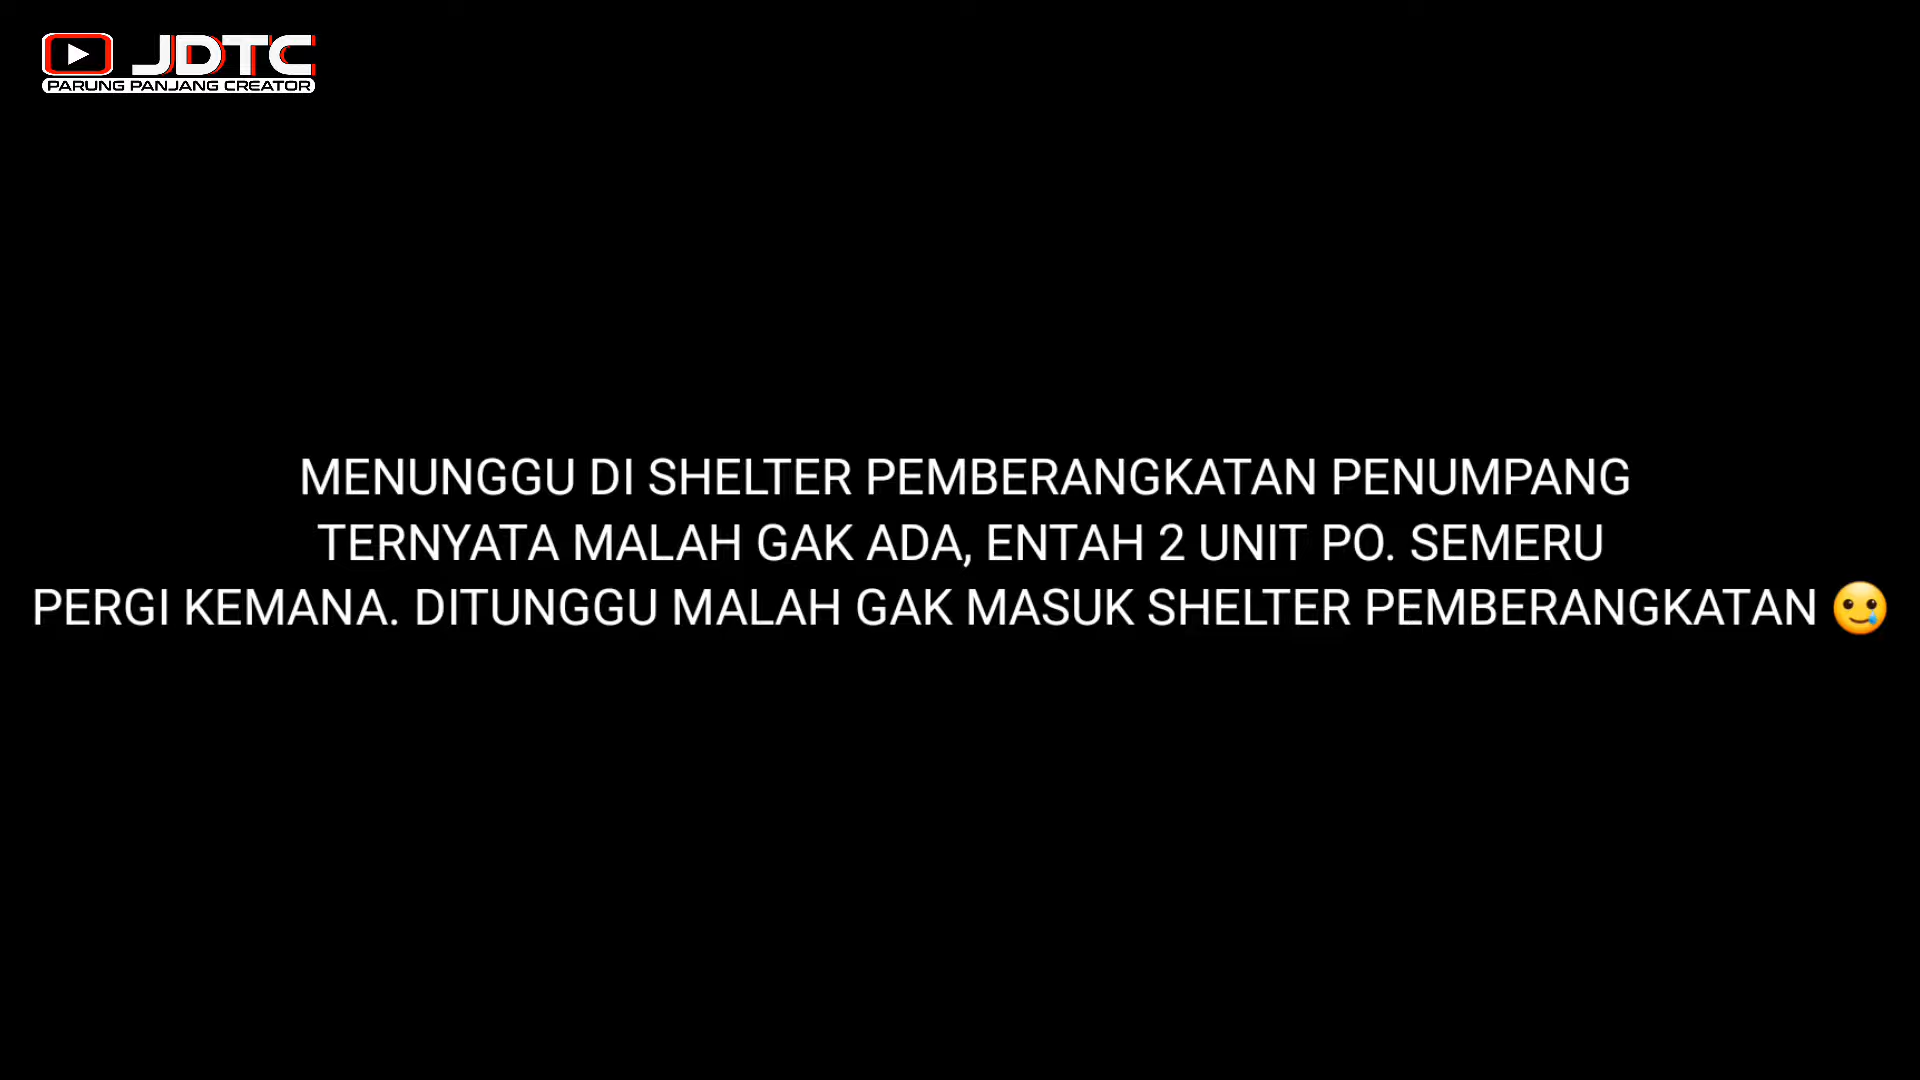 JDTC
PARUNG PANJANG CREATOR
MENUNGGU DI SHELTER PEMBERANGKATAN PENUMPANG
TERNYATA MALAH GAK ADA, ENTAH 2 UNIT PO. SEMERU
PERGI KEMANA. DITUNGGU MALAH GAK MASUK SHELTER PEMBERANGKATAN 🥲